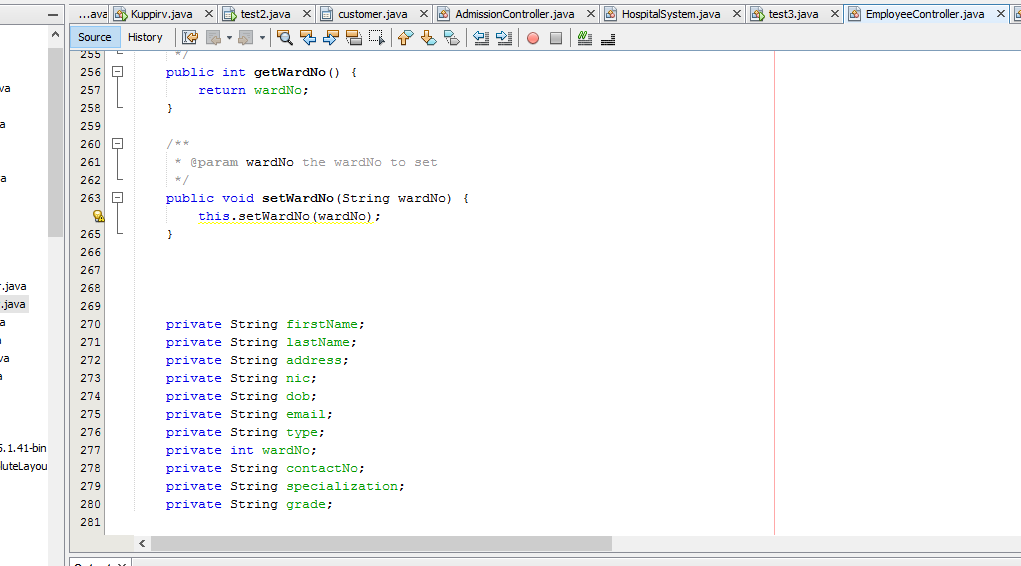 ...ava Kuppirv.java test2.java customer.java AdmissionController.java HospitalSystem.java test3.java EmployeeController.java
Source History
255 */
256 public int getWardNo() {
257 return wardNo;
258 }
259
260 /**
261 * @param wardNo the wardNo to set
262 */
263 public void setWardNo(String wardNo) {
this.setWardNo(wardNo);
265 }
266
267
268
269
270 private String firstName;
271 private String lastName;
272 private String address;
273 private String nic;
274 private String dob;
275 private String email;
276 private String type;
277 private int wardNo;
278 private String contactNo;
279 private String specialization;
280 private String grade;
281
va
a
a
r.java
.java
a
va
5.1.41-bin
luteLayou